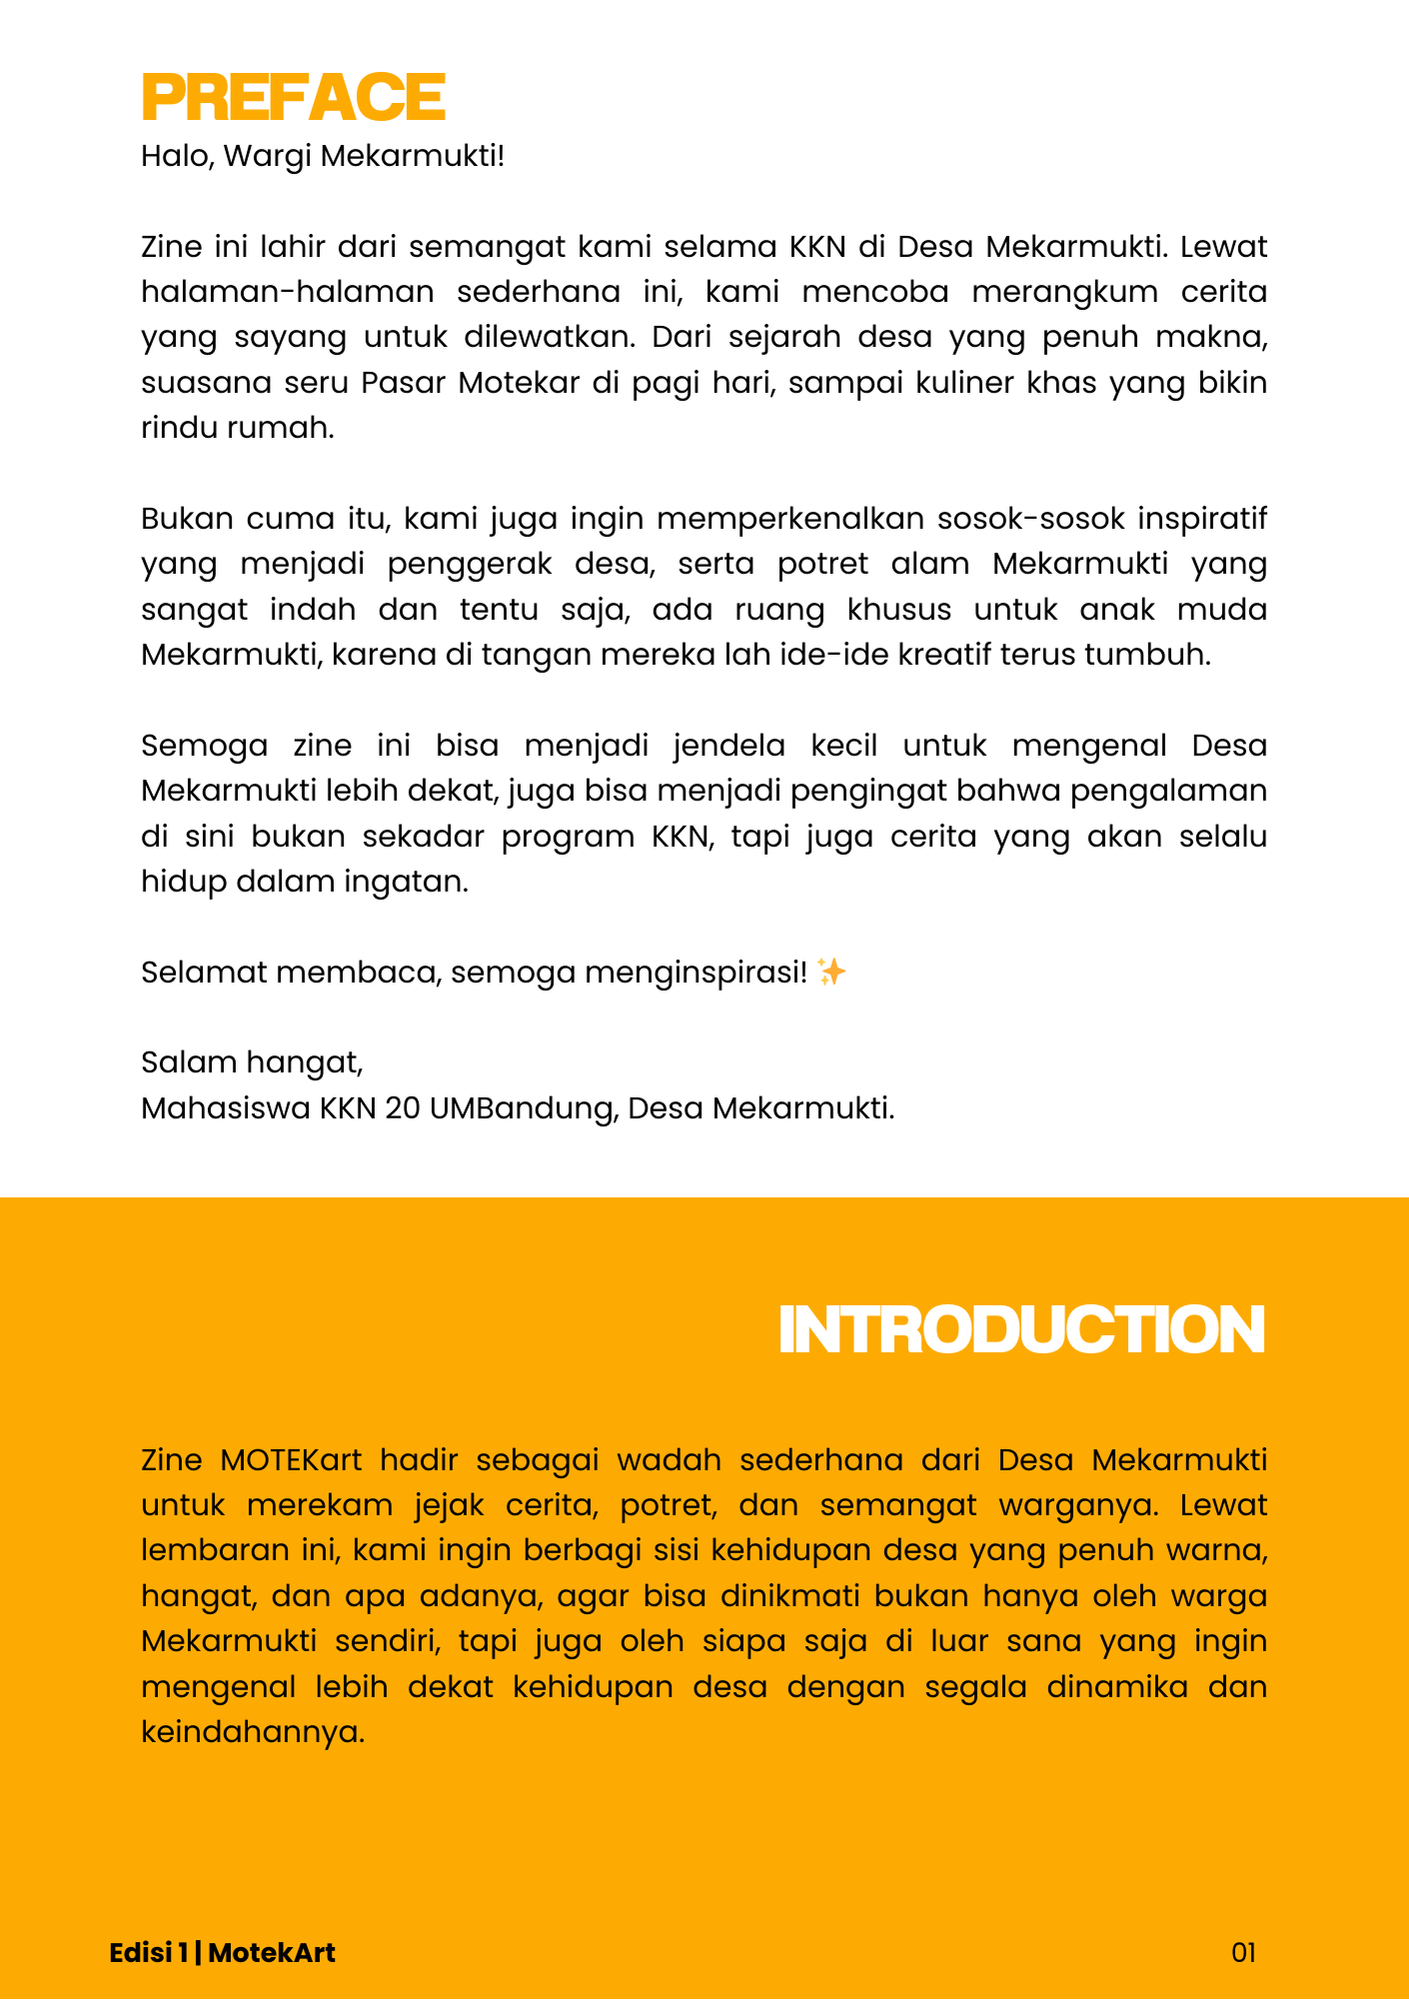 PREFACE
Halo, Wargi Mekarmukti!
Zine ini lahir dari semangat kami selama KKN di Desa Mekarmukti. Lewat
halaman-halaman sederhana ini, kami mencoba merangkum cerita
yang sayang untuk dilewatkan. Dari sejarah desa yang penuh makna,
suasana seru Pasar Motekar di pagi hari, sampai kuliner khas yang bikin
rindu rumah.
Bukan cuma itu, kami juga ingin memperkenalkan sosok-sosok inspiratif
yang menjadi penggerak desa, serta potret alam Mekarmukti yang
sangat indah dan tentu saja, ada ruang khusus untuk anak muda
Mekarmukti, karena di tangan mereka lah ide-ide kreatif terus tumbuh.
Semoga zine ini bisa menjadi jendela kecil untuk mengenal Desa
Mekarmukti lebih dekat, juga bisa menjadi pengingat bahwa pengalaman
di sini bukan sekadar program KKN, tapi juga cerita yang akan selalu
hidup dalam ingatan.
Selamat membaca, semoga menginspirasi! ✨
Salam hangat,
Mahasiswa KKN 20 UMBandung, Desa Mekarmukti.
INTRODUCTION
Zine MOTEKart hadir sebagai wadah sederhana dari Desa Mekarmukti
untuk merekam jejak cerita, potret, dan semangat warganya. Lewat
lembaran ini, kami ingin berbagi sisi kehidupan desa yang penuh warna,
hangat, dan apa adanya, agar bisa dinikmati bukan hanya oleh warga
Mekarmukti sendiri, tapi juga oleh siapa saja di luar sana yang ingin
mengenal lebih dekat kehidupan desa dengan segala dinamika dan
keindahannya.
Edisi 1 | MotekArt
01